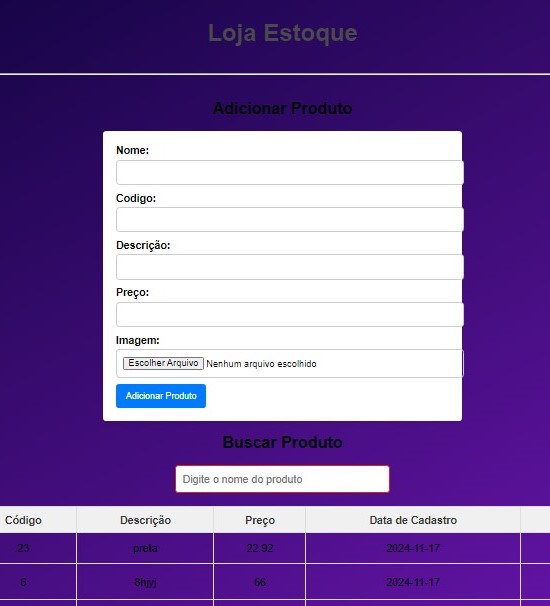 Loja Estoque
Adicionar Produto
Nome:
Codigo:
Descrição:
Preço:
Imagem:
Escolher Arquivo Nenhum arquivo escolhido
Adicionar Produto
Buscar Produto
Digite o nome do produto
Código Descrição Preço Data de Cadastro
23 preta 22.92 2024-11-17
6 8hjyj 66 2024-11-17